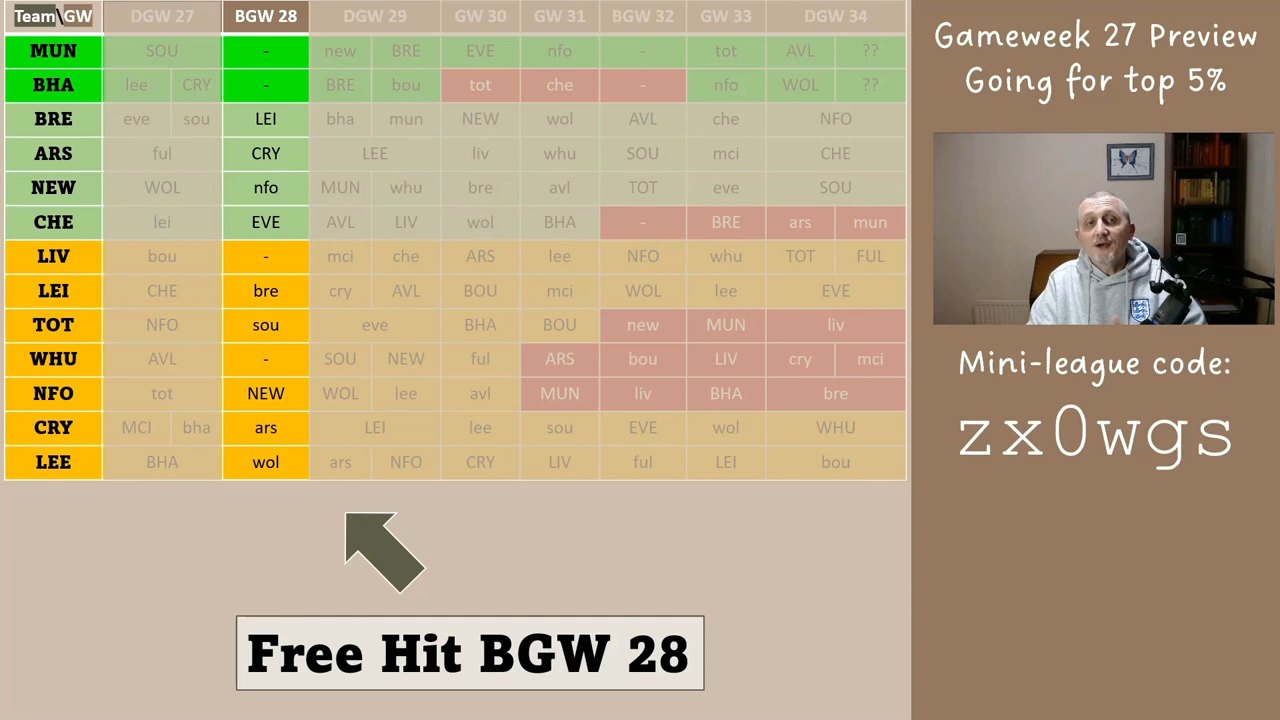 Team\GW DGW 27 BGW 28 DGW 29 GW 30 GW 31 BGW 32 GW 33 DGW 34
MUN SOU - new BRE EVE nfo - tot AVL ??
BHA lee CRY - BRE bou tot che - nfo WOL ??
BRE eve sou LEI bha mun NEW wol AVL che NFO
ARS ful CRY LEE liv whu SOU mci CHE
NEW WOL nfo MUN whu bre avl TOT eve SOU
CHE lei EVE AVL LIV wol BHA - BRE ars mun
LIV bou - mci che ARS lee NFO whu TOT FUL
LEI CHE bre cry AVL BOU mci WOL lee EVE
TOT NFO sou eve BHA BOU new MUN liv
WHU AVL - SOU NEW ful ARS bou LIV cry mci
NFO tot NEW WOL lee avl MUN liv BHA bre
CRY MCI bha ars LEI lee sou EVE wol WHU
LEE BHA wol ars NFO CRY LIV ful LEI bou
Free Hit BGW 28
Gameweek 27 Preview
Going for top 5%
Mini-league code:
zx0wgs